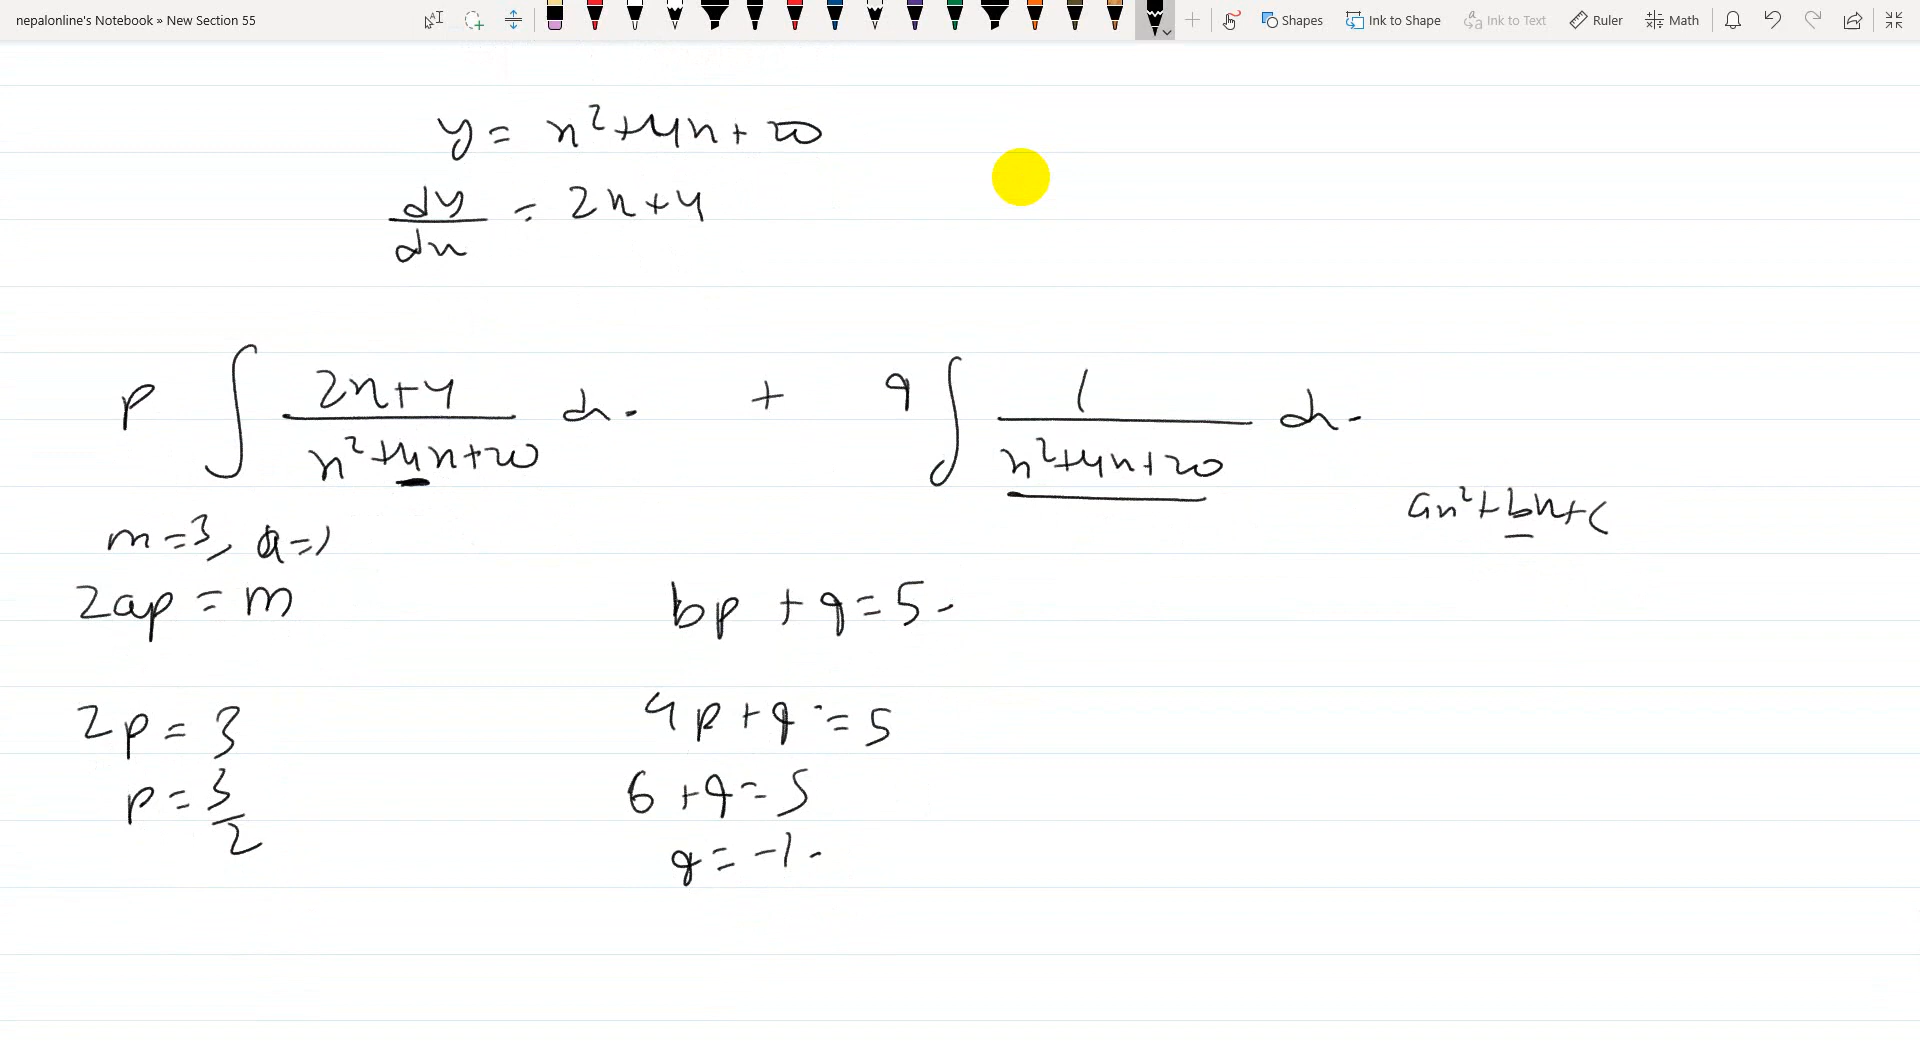 nepalonline's Notebook » New Section 55
Shapes Ink to Shape Ink to Text Ruler Math
y = x²+4x+20
dy/dx = 2x+4
p ∫ (2x+4)/(x²+4x+20) dx. + q ∫ 1/(x²+4x+20) dx.
ax²+bx+c
m=3, a=1
2ap = m bp + q = 5.
2p = 3 4p+q = 5
p = 3/2 6+q = 5
q = -1.